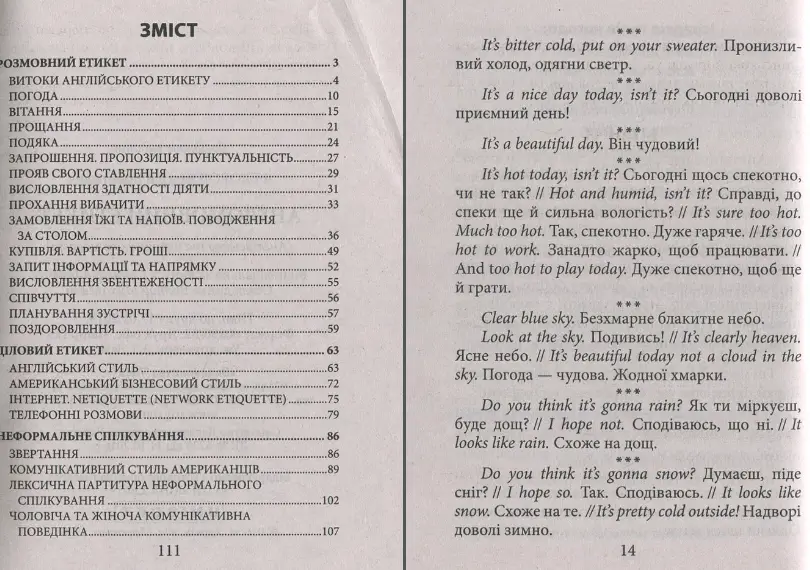 ЗМІСТ
РОЗМОВНИЙ ЕТИКЕТ ........ 3
ВИТОКИ АНГЛІЙСЬКОГО ЕТИКЕТУ ........ 4
ПОГОДА ........ 10
ВІТАННЯ ........ 15
ПРОЩАННЯ ........ 21
ПОДЯКА ........ 24
ЗАПРОШЕННЯ. ПРОПОЗИЦІЯ. ПУНКТУАЛЬНІСТЬ ........ 27
ПРОЯВ СВОГО СТАВЛЕННЯ ........ 29
ВИСЛОВЛЕННЯ ЗДАТНОСТІ ДІЯТИ ........ 31
ПРОХАННЯ ВИБАЧИТИ ........ 33
ЗАМОВЛЕННЯ ЇЖІ ТА НАПОЇВ. ПОВОДЖЕННЯ
ЗА СТОЛОМ ........ 36
КУПІВЛЯ. ВАРТІСТЬ. ГРОШІ ........ 49
ЗАПИТ ІНФОРМАЦІЇ ТА НАПРЯМКУ ........ 52
ВИСЛОВЛЕННЯ ЗБЕНТЕЖЕНОСТІ ........ 55
СПІВЧУТТЯ ........ 56
ПЛАНУВАННЯ ЗУСТРІЧІ ........ 57
ПОЗДОРОВЛЕННЯ ........ 59
ДІЛОВИЙ ЕТИКЕТ ........ 63
АНГЛІЙСЬКИЙ СТИЛЬ ........ 63
АМЕРИКАНСЬКИЙ БІЗНЕСОВИЙ СТИЛЬ ........ 72
ІНТЕРНЕТ. NETIQUETTE (NETWORK ETIQUETTE) ........ 75
ТЕЛЕФОННІ РОЗМОВИ ........ 79
НЕФОРМАЛЬНЕ СПІЛКУВАННЯ ........ 86
ЗВЕРТАННЯ ........ 86
КОМУНІКАТИВНИЙ СТИЛЬ АМЕРИКАНЦІВ ........ 89
ЛЕКСИЧНА ПАРТИТУРА НЕФОРМАЛЬНОГО
СПІЛКУВАННЯ ........ 102
ЧОЛОВІЧА ТА ЖІНОЧА КОМУНІКАТИВНА
ПОВЕДІНКА ........ 107
111
***
It's bitter cold, put on your sweater. Пронизли-
вий холод, одягни светр.
***
It's a nice day today, isn't it? Сьогодні доволі
приємний день!
***
It's a beautiful day. Він чудовий!
***
It's hot today, isn't it? Сьогодні щось спекотно,
чи не так? // Hot and humid, isn't it? Справді, до
спеки ще й сильна вологість? // It's sure too hot.
Much too hot. Так, спекотно. Дуже гаряче. // It's too
hot to work. Занадто жарко, щоб працювати. //
And too hot to play today. Дуже спекотно, щоб ще
й грати.
***
Clear blue sky. Безхмарне блакитне небо.
Look at the sky. Подивись! // It's clearly heaven.
Ясне небо. // It's beautiful today not a cloud in the
sky. Погода — чудова. Жодної хмарки.
***
Do you think it's gonna rain? Як ти міркуєш,
буде дощ? // I hope not. Сподіваюсь, що ні. // It
looks like rain. Схоже на дощ.
***
Do you think it's gonna snow? Думаєш, піде
сніг? // I hope so. Так. Сподіваюсь. // It looks like
snow. Схоже на те. // It's pretty cold outside! Надворі
доволі зимно.
14